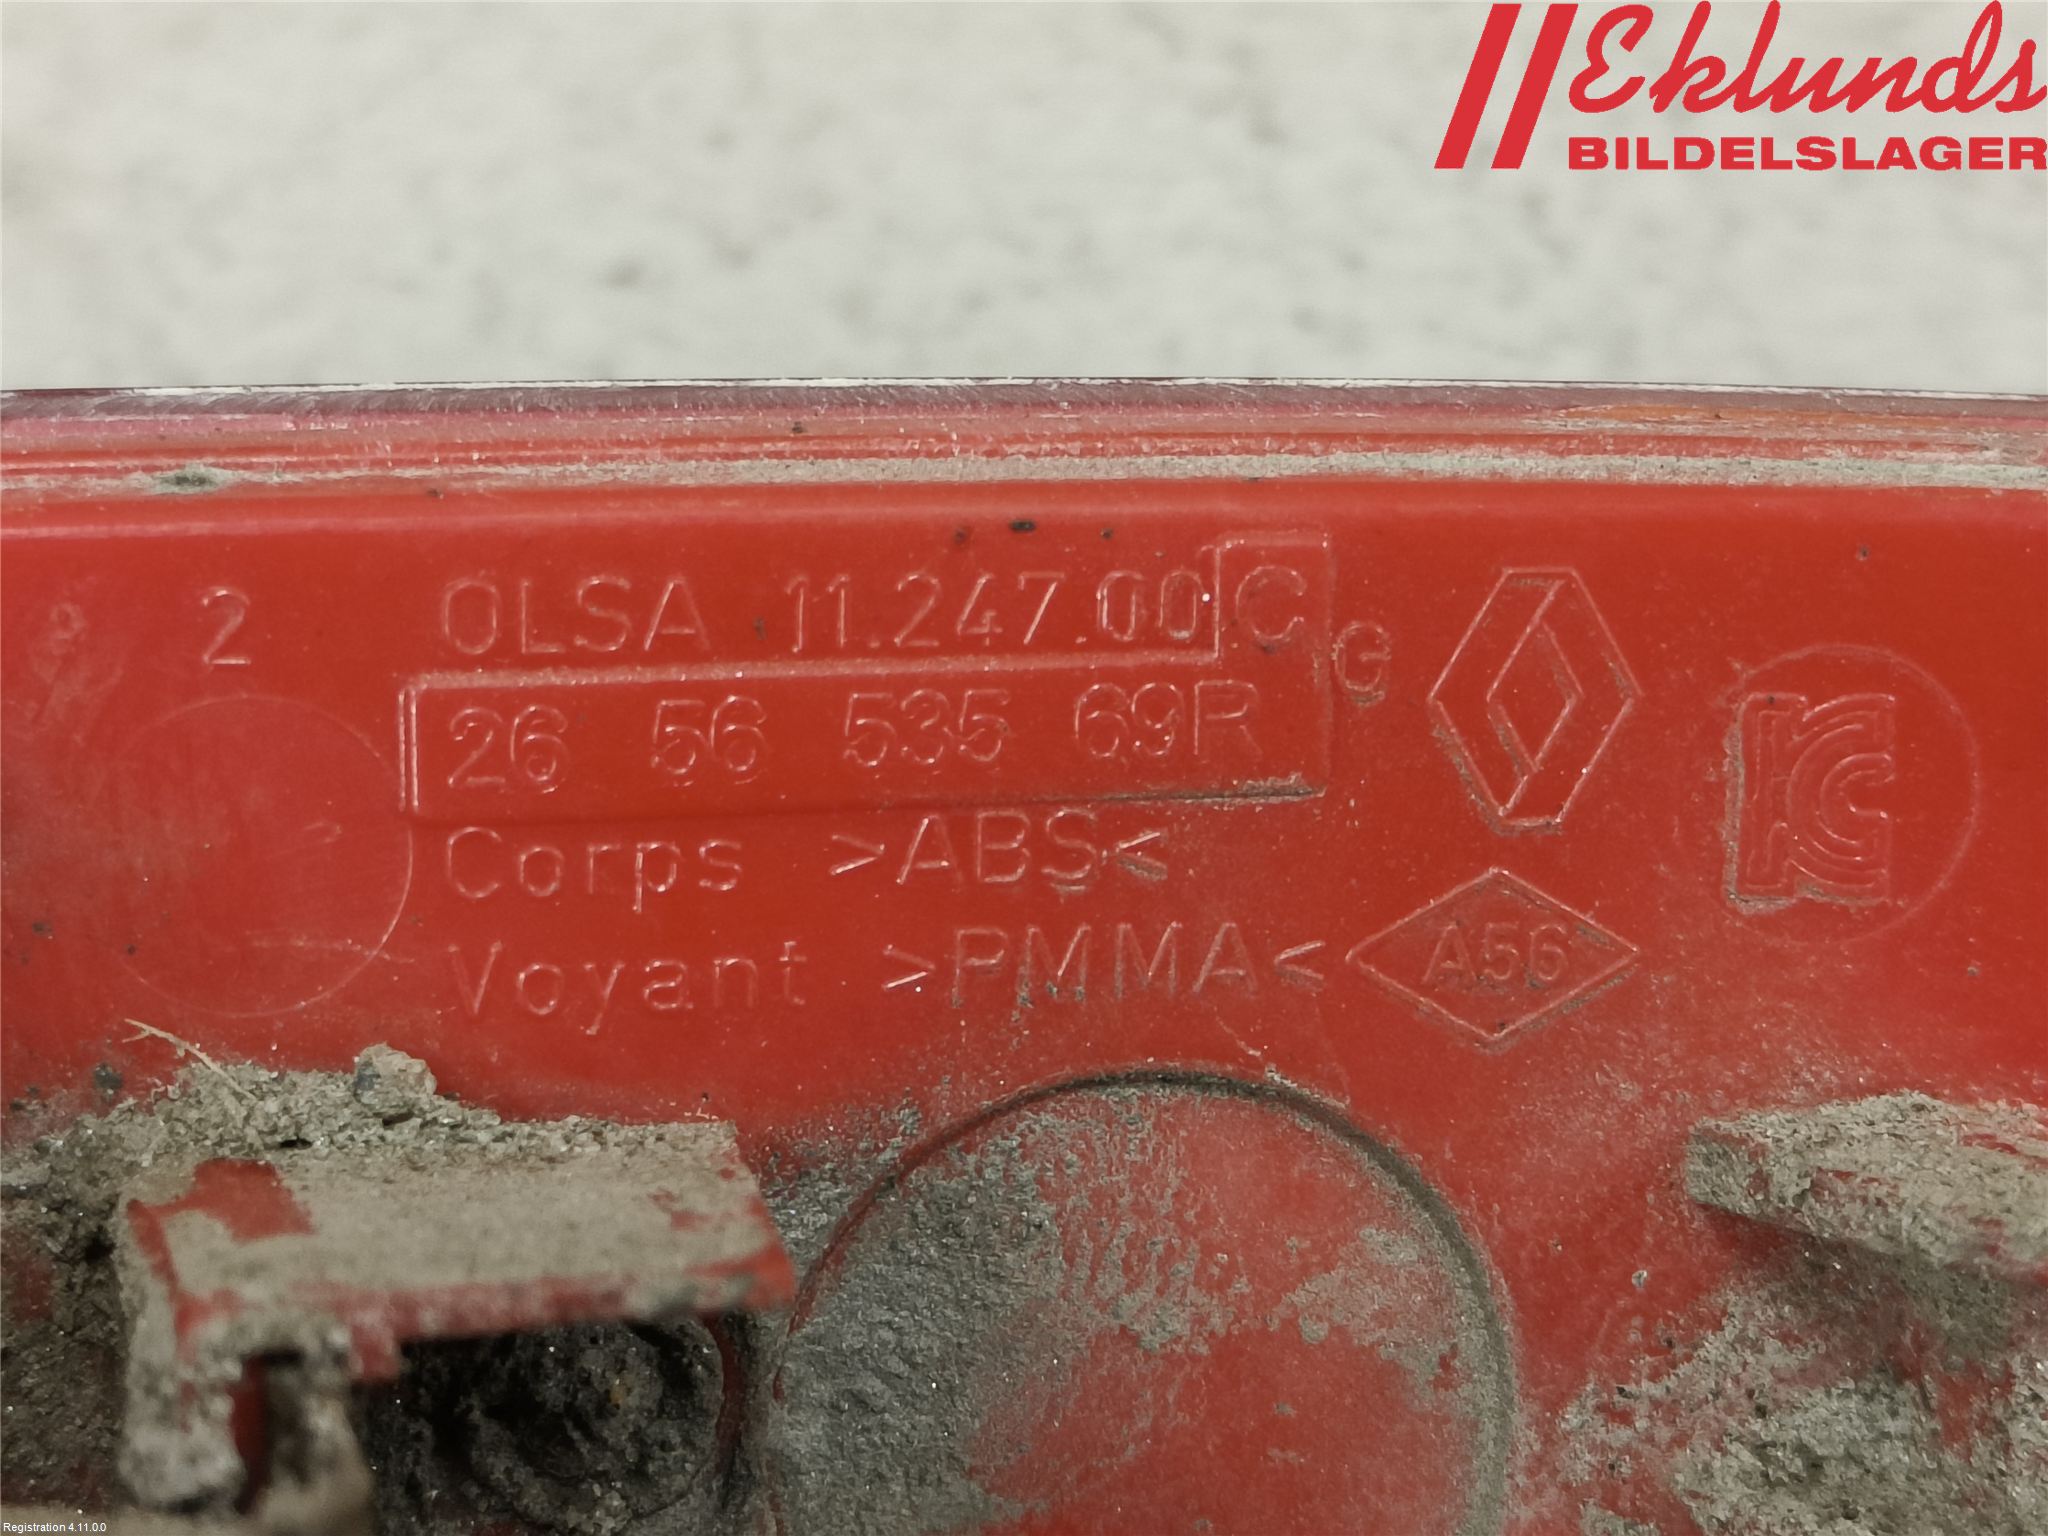 Eklunds
BILDELSLAGER
2 OLSA 11.247.00 C G
26 56 535 69R
Corps >ABS<
Voyant >PMMA< A56
Registration 4.11.0.0